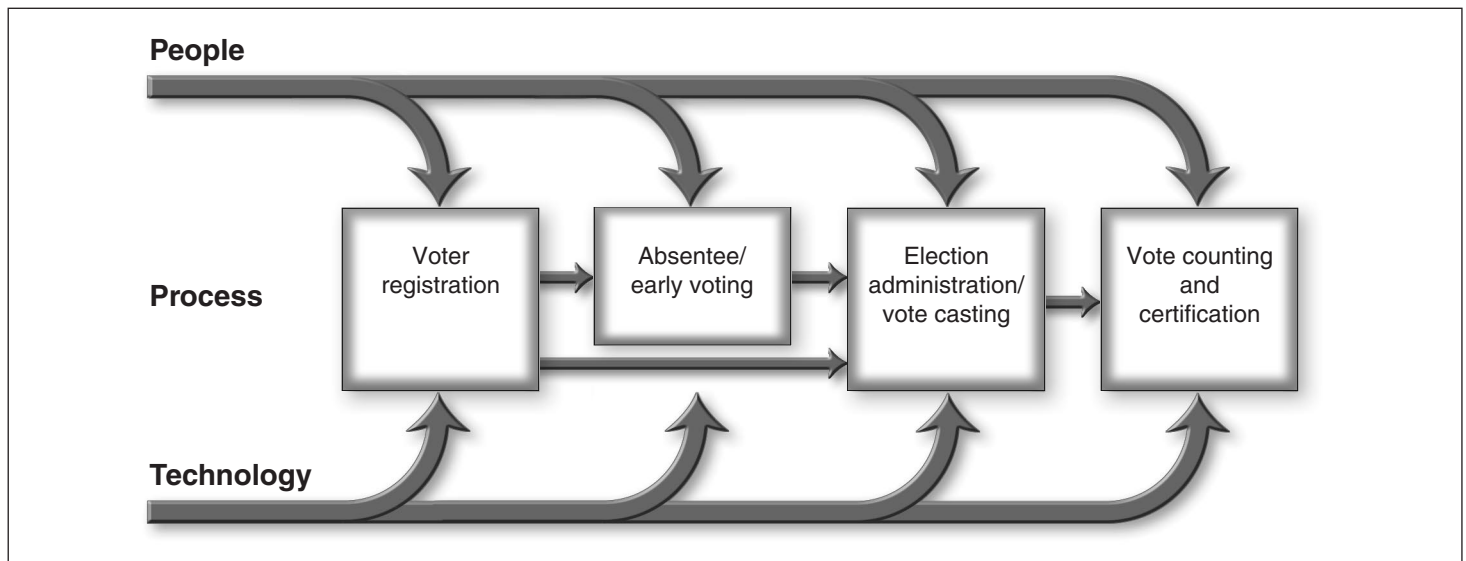 People
Process
Voter
registration
Absentee/
early voting
Election
administration/
vote casting
Vote counting
and
certification
Technology